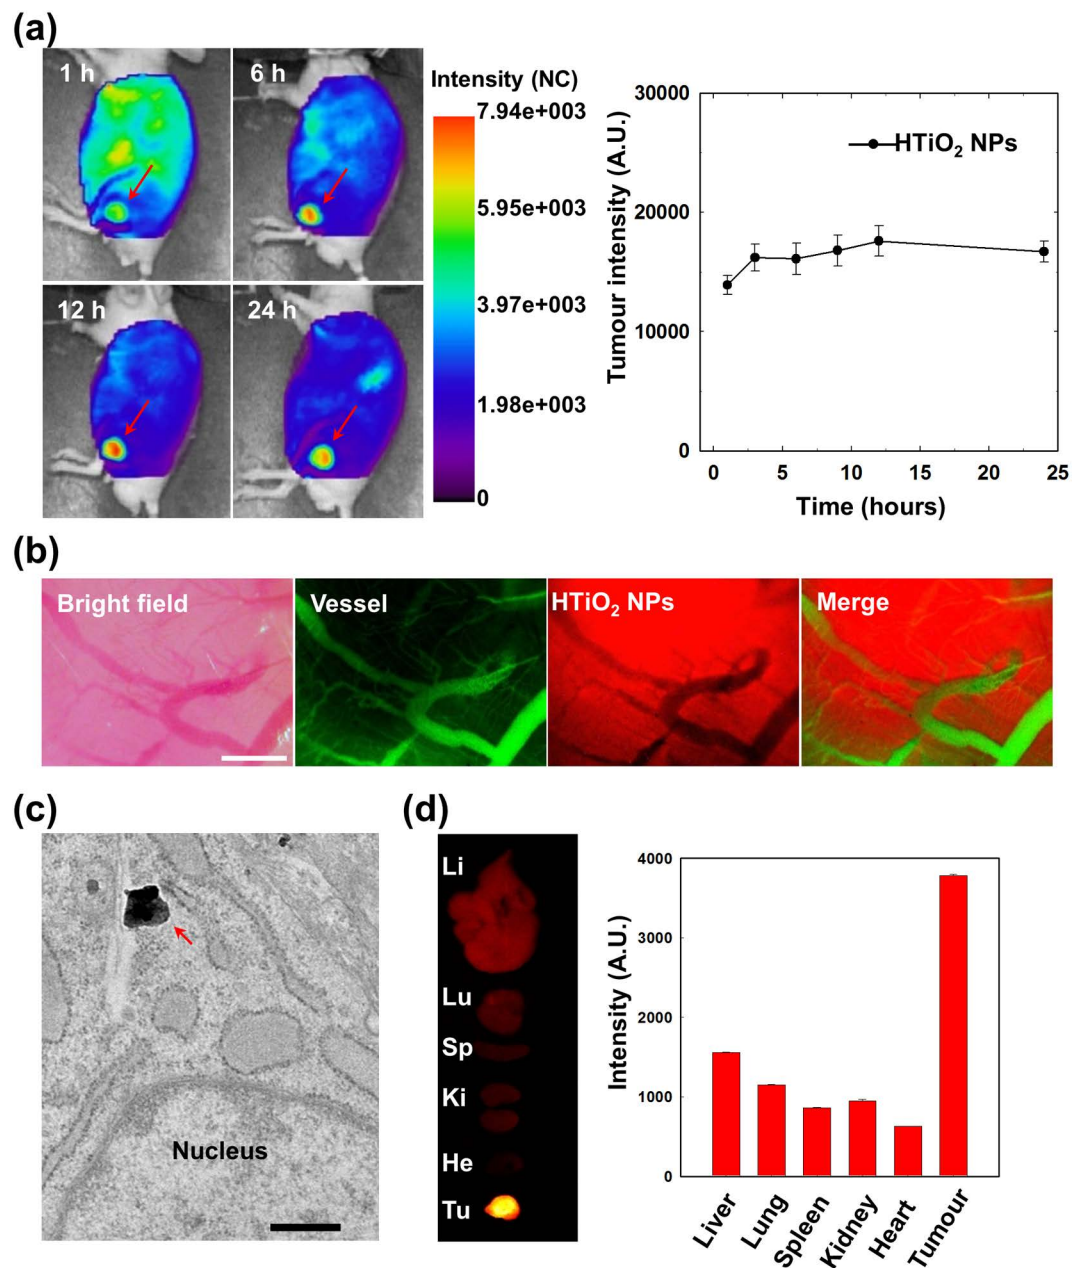 (a)
1 h
6 h
12 h
24 h
Intensity (NC)
7.94e+003
5.95e+003
3.97e+003
1.98e+003
0
Tumour intensity (A.U.)
30000
20000
10000
0
HTiO₂ NPs
0 5 10 15 20 25
Time (hours)
(b)
Bright field
Vessel
HTiO₂ NPs
Merge
(c)
Nucleus
(d)
Li
Lu
Sp
Ki
He
Tu
Intensity (A.U.)
4000
3000
2000
1000
0
Liver
Lung
Spleen
Kidney
Heart
Tumour